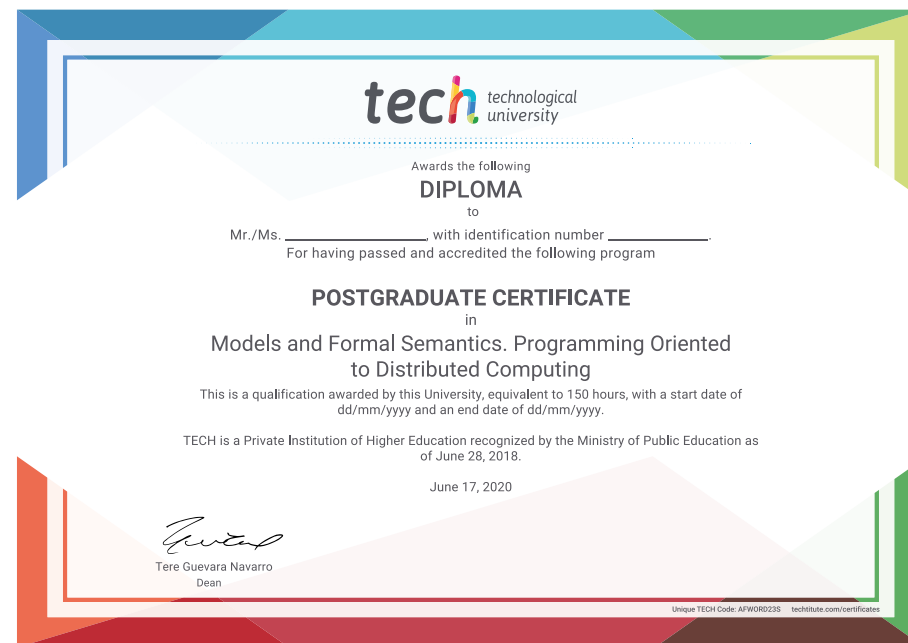 tech technological
university
Awards the following
DIPLOMA
to
Mr./Ms. ____________________, with identification number ______________.
For having passed and accredited the following program
POSTGRADUATE CERTIFICATE
in
Models and Formal Semantics. Programming Oriented
to Distributed Computing
This is a qualification awarded by this University, equivalent to 150 hours, with a start date of
dd/mm/yyyy and an end date of dd/mm/yyyy.
TECH is a Private Institution of Higher Education recognized by the Ministry of Public Education as
of June 28, 2018.
June 17, 2020
Tere Guevara Navarro
Dean
Unique TECH Code: AFWORD23S techtitute.com/certificates